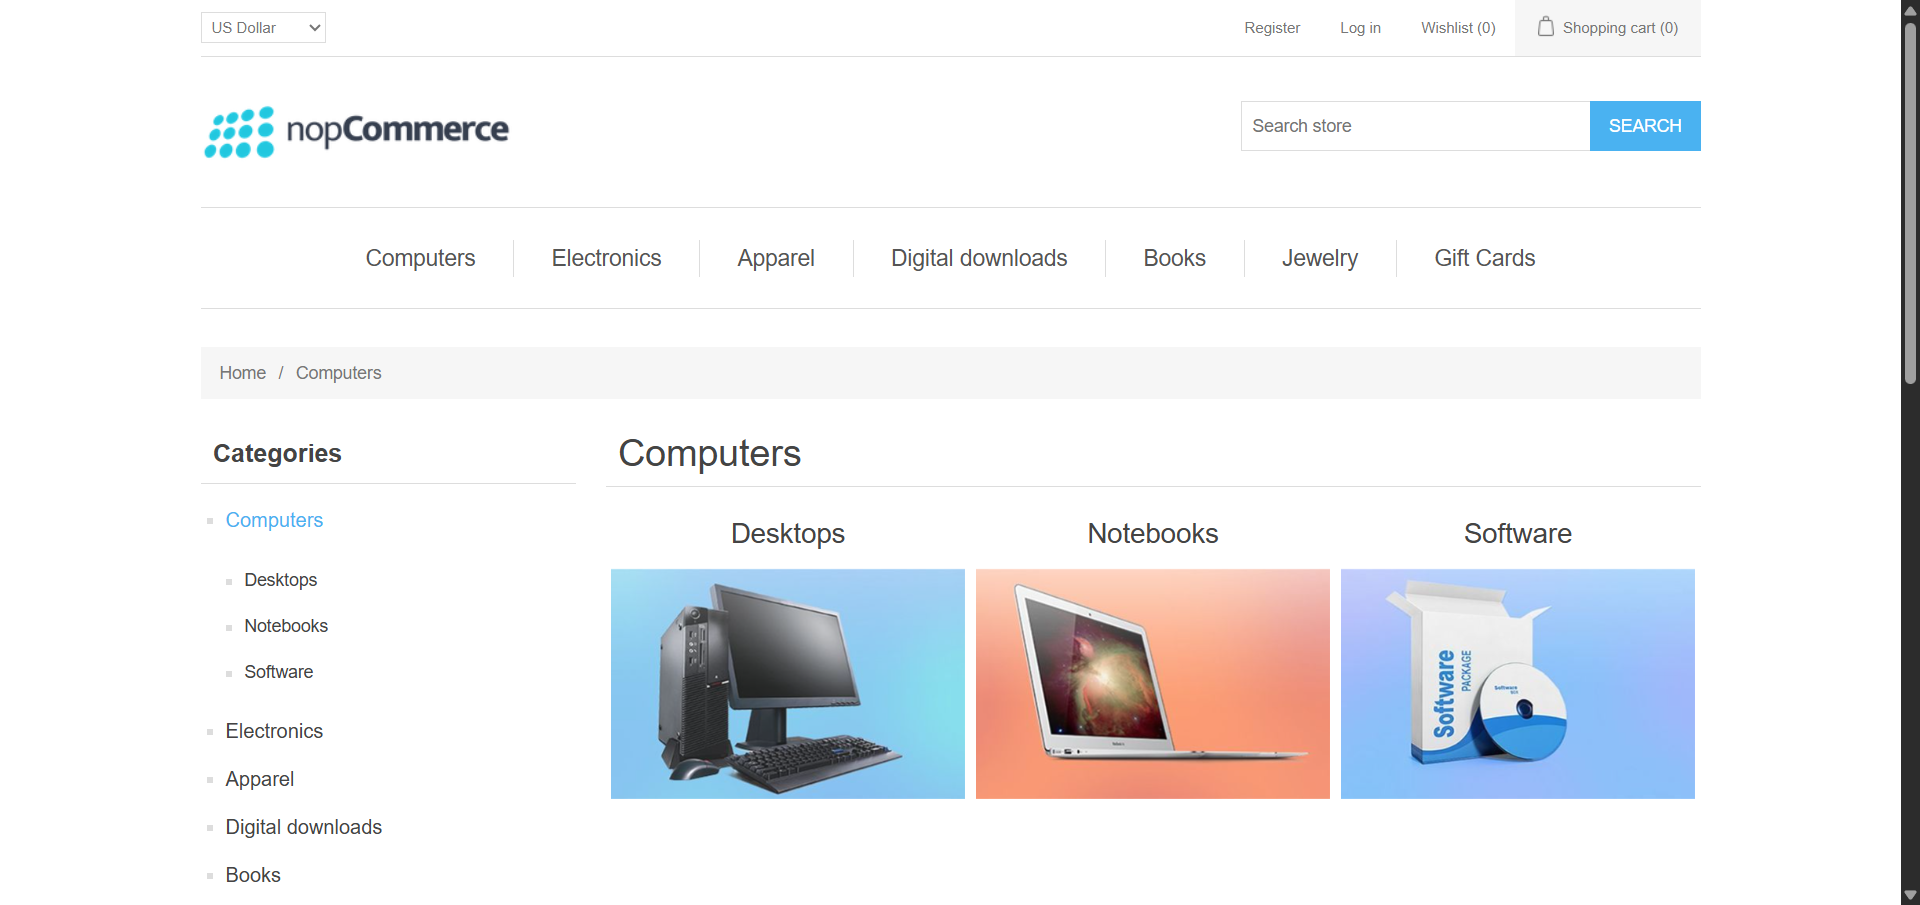 US Dollar
Register
Log in
Wishlist (0)
Shopping cart (0)
nopCommerce
Search store
SEARCH
Computers
Electronics
Apparel
Digital downloads
Books
Jewelry
Gift Cards
Home / Computers
Categories
Computers
Desktops
Notebooks
Software
Electronics
Apparel
Digital downloads
Books
Computers
Desktops
Notebooks
Software
Software
PACKAGE
Software